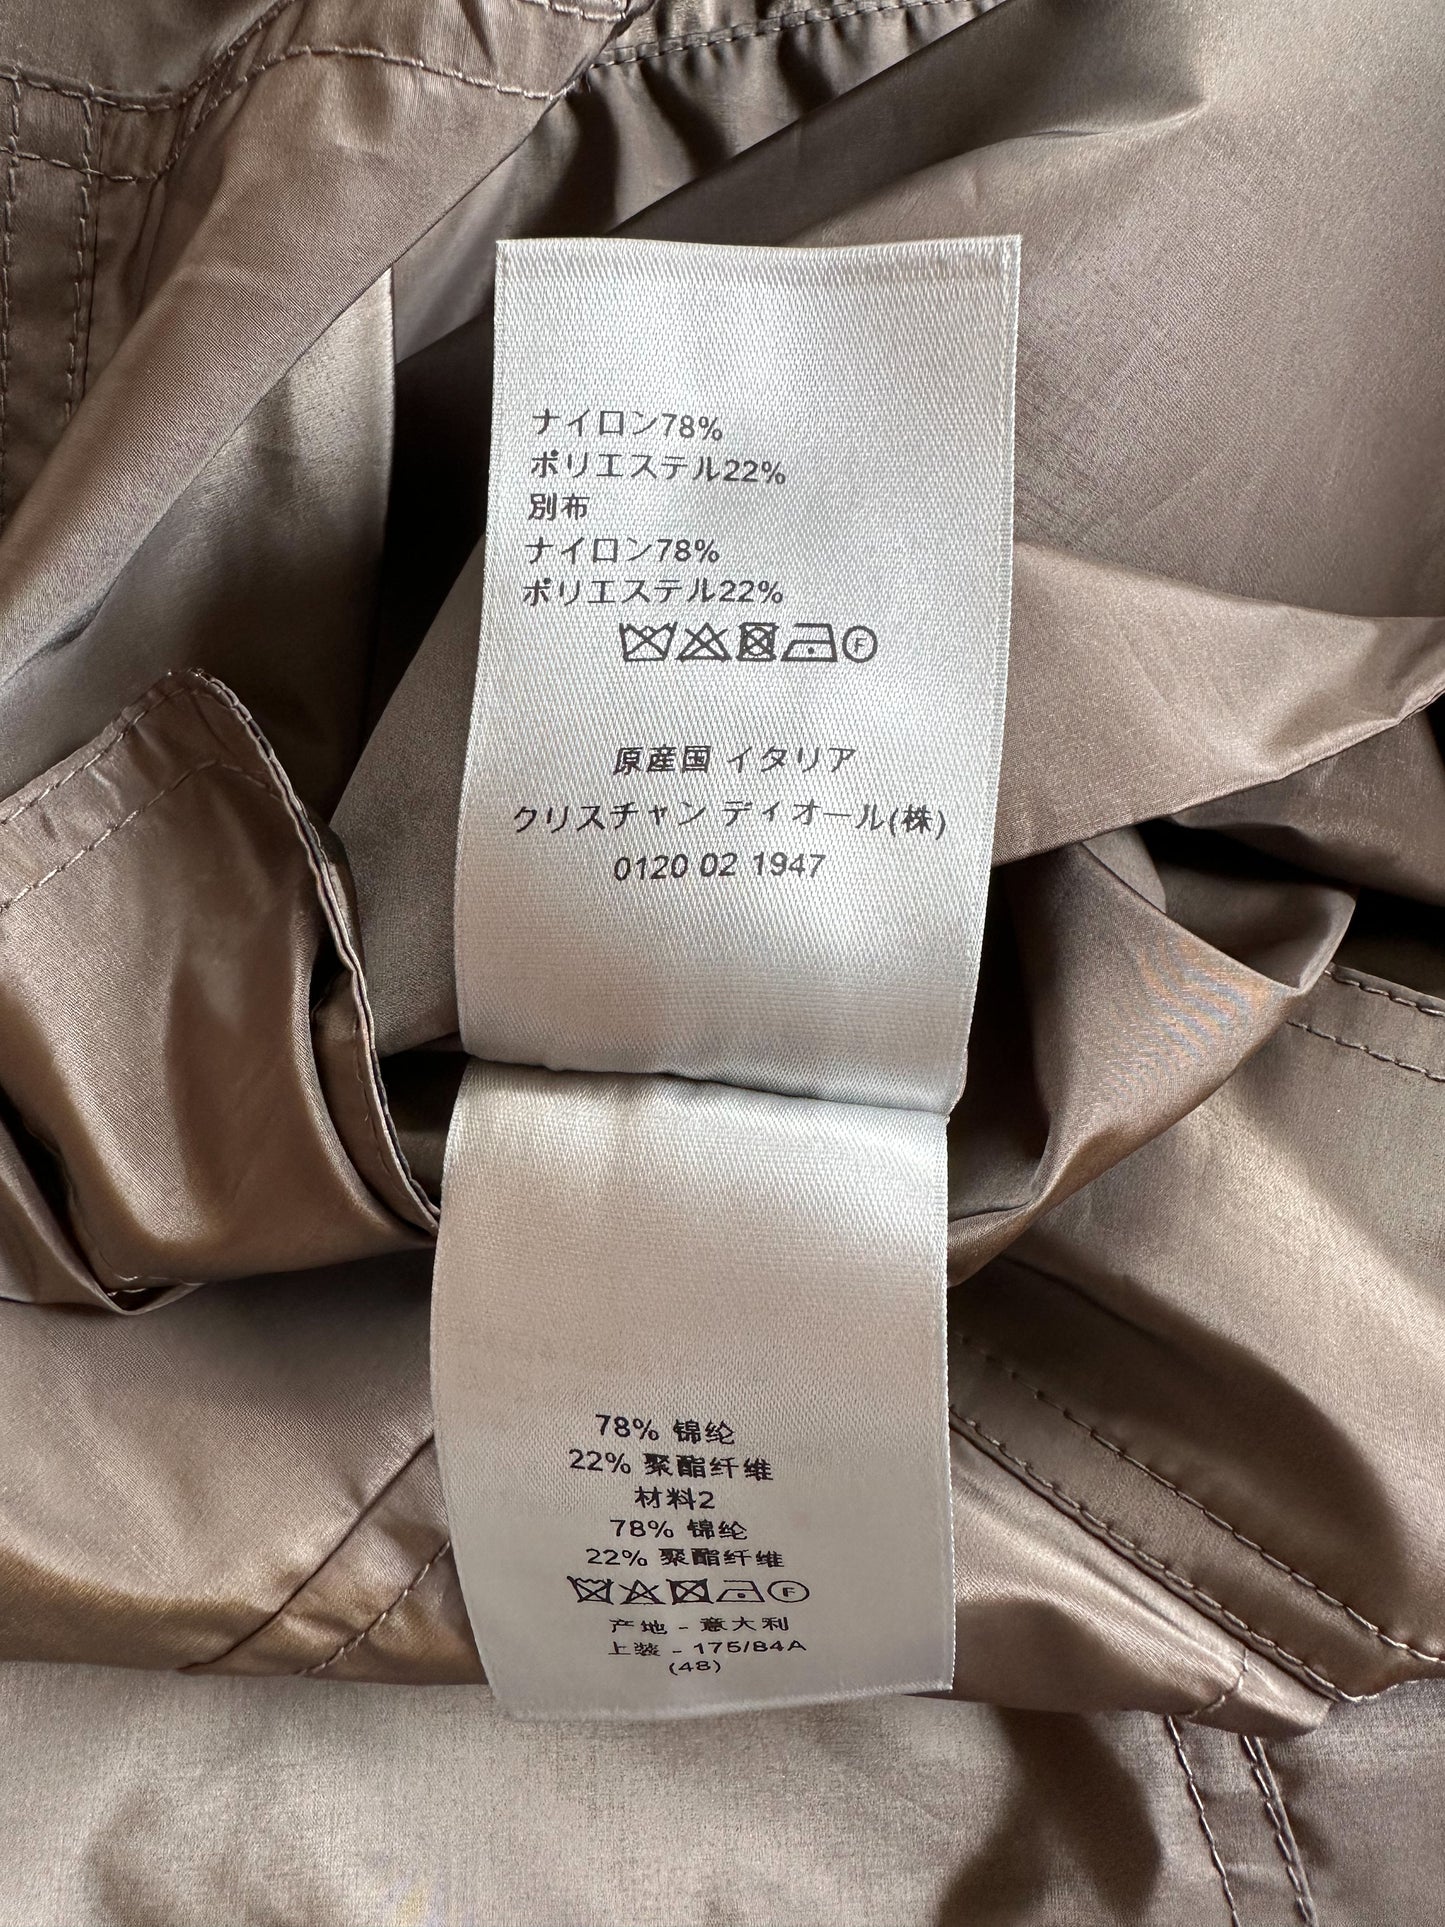 ナイロン78%
ポリエステル22%
別布
ナイロン78%
ポリエステル22%
F
原産国 イタリア
クリスチャン ディオール(株)
0120 02 1947
78% 锦纶
22% 聚酯纤维
材料2
78% 锦纶
22% 聚酯纤维
F
产地 - 意大利
上装 - 175/84A
(48)